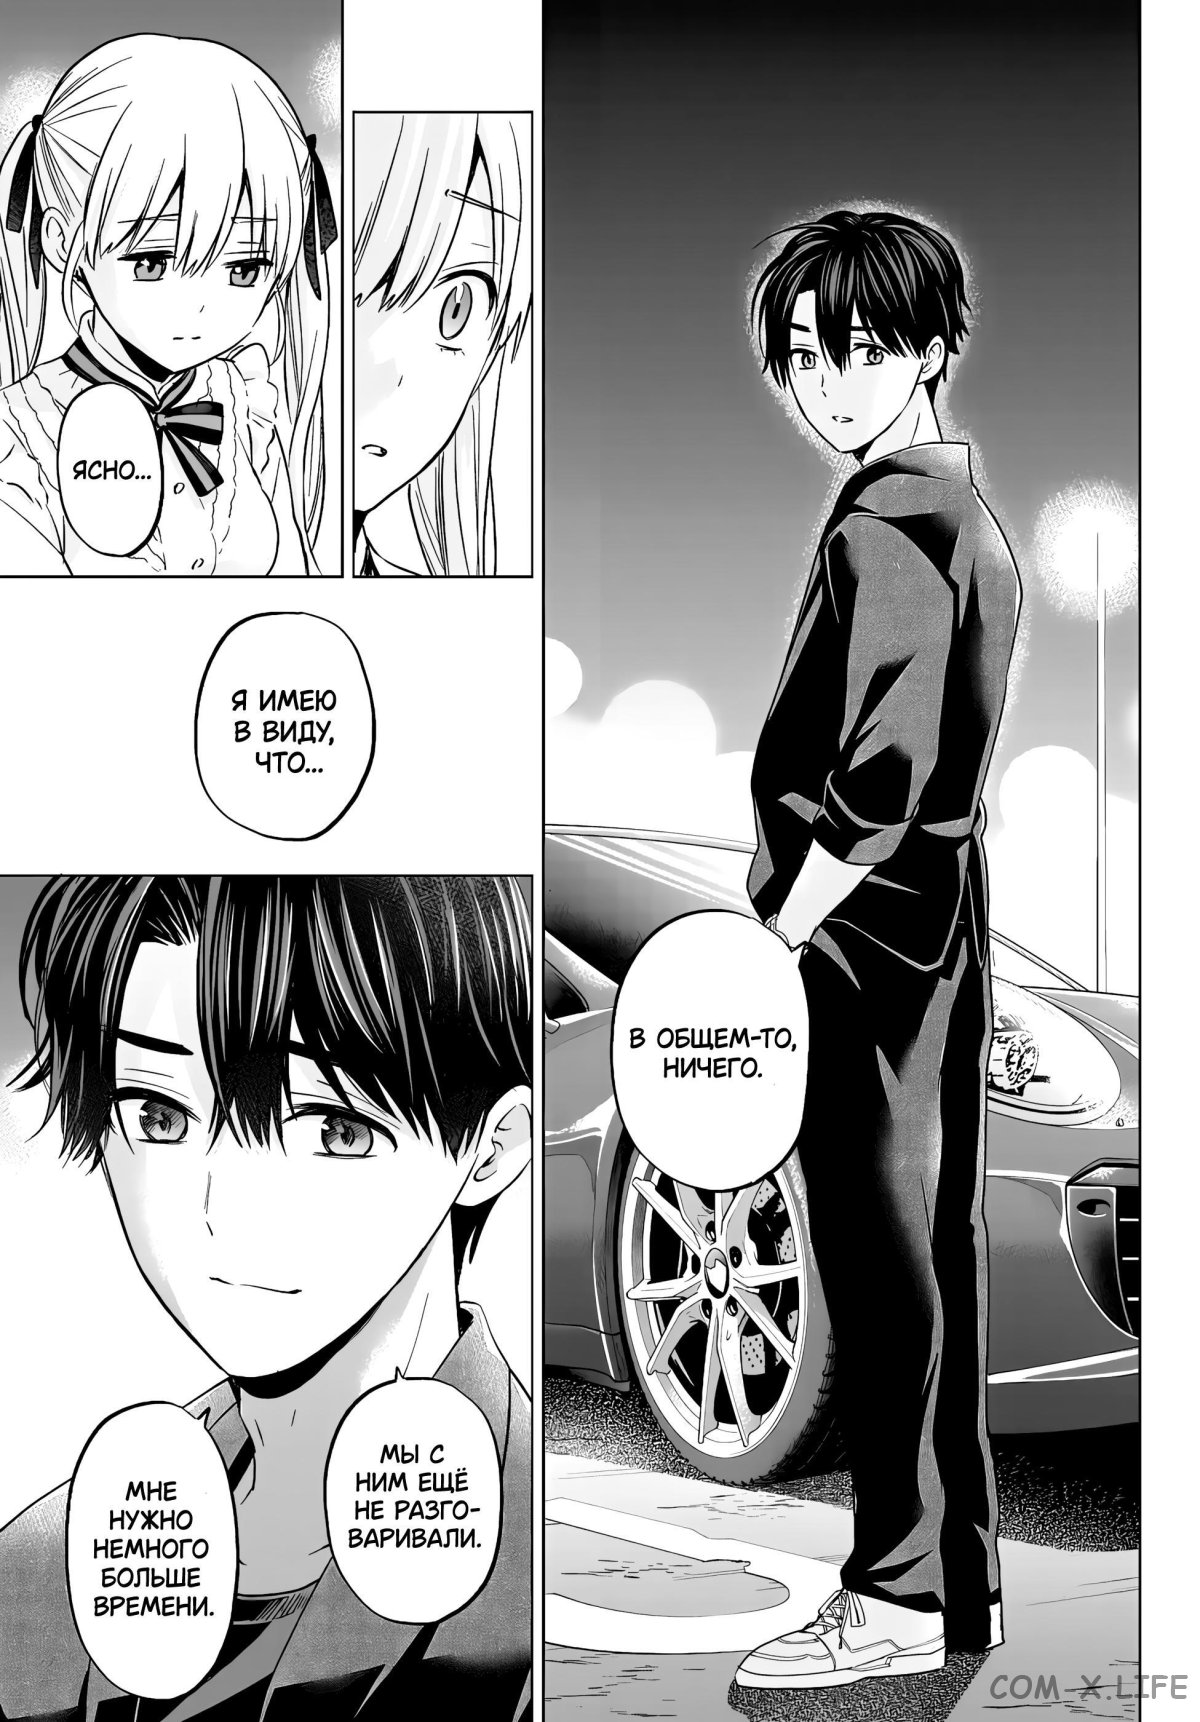 В ОБЩЕМ-ТО,
НИЧЕГО.
ЯСНО...
Я ИМЕЮ
В ВИДУ,
ЧТО...
МЫ С
НИМ ЕЩЁ
НЕ РАЗГО-
ВАРИВАЛИ.
МНЕ
НУЖНО
НЕМНОГО
БОЛЬШЕ
ВРЕМЕНИ.
COM-X.LIFE